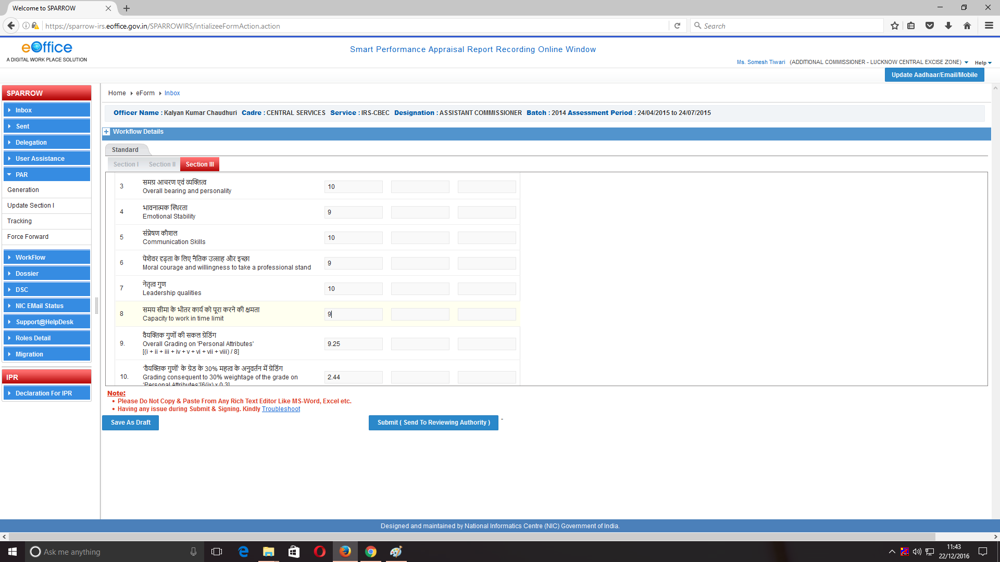 Welcome to SPARROW
https://sparrow-irs.eoffice.gov.in/SPARROWIRS/intializeeFormAction.action
Search
eOffice
A DIGITAL WORK PLACE SOLUTION
Smart Performance Appraisal Report Recording Online Window
Ms. Somesh Tiwari (ADDITIONAL COMMISSIONER - LUCKNOW CENTRAL EXCISE ZONE) Help
Update Aadhaar/Email/Mobile
SPARROW
Inbox
Sent
Delegation
User Assistance
PAR
Generation
Update Section I
Tracking
Force Forward
WorkFlow
Dossier
DSC
NIC EMail Status
Support@HelpDesk
Roles Detail
Migration
IPR
Declaration For IPR
Home eForm Inbox
Officer Name : Kalyan Kumar Chaudhuri Cadre : CENTRAL SERVICES Service : IRS-CBEC Designation : ASSISTANT COMMISSIONER Batch : 2014 Assessment Period : 24/04/2015 to 24/07/2015
Workflow Details
Standard
Section I Section II Section III
3 समग्र आचरण एवं व्यक्तित्व 10
Overall bearing and personality
4 भावनात्मक स्थिरता 9
Emotional Stability
5 संप्रेषण कौशल 10
Communication Skills
6 पेशेवर दृढ़ता के लिए नैतिक उत्साह और इच्छा 9
Moral courage and willingness to take a professional stand
7 नेतृत्व गुण 10
Leadership qualities
8 समय सीमा के भीतर कार्य को पूरा करने की क्षमता 9
Capacity to work in time limit
9. वैयक्तिक गुणों की सकल ग्रेडिंग
Overall Grading on 'Personal Attributes' 9.25
[(i + ii + iii + iv + v + vi + vii + viii) / 8]
10. 'वैयक्तिक गुणों' के ग्रेड के 30% महत्व के अनुवर्तन में ग्रेडिंग
Grading consequent to 30% weightage of the grade on 2.44
'Personal Attributes'[6(ix) x 0.3]
Note:
• Please Do Not Copy & Paste From Any Rich Text Editor Like MS-Word, Excel etc.
• Having any issue during Submit & Signing. Kindly Troubleshoot
Save As Draft
Submit ( Send To Reviewing Authority ) -
Designed and maintained by National Informatics Centre (NIC) Government of India.
Ask me anything
11:43
22/12/2016